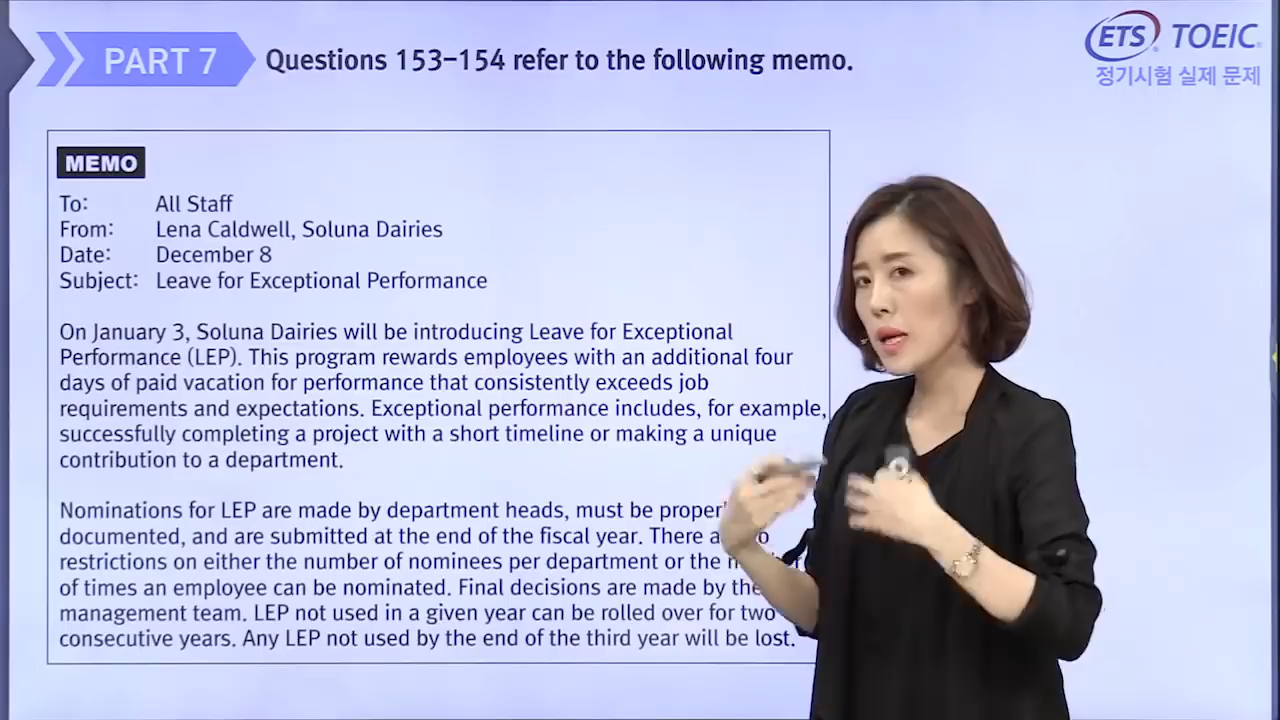 PART 7
Questions 153–154 refer to the following memo.
ETS TOEIC
정기시험 실제 문제
MEMO
To: All Staff
From: Lena Caldwell, Soluna Dairies
Date: December 8
Subject: Leave for Exceptional Performance
On January 3, Soluna Dairies will be introducing Leave for Exceptional
Performance (LEP). This program rewards employees with an additional four
days of paid vacation for performance that consistently exceeds job
requirements and expectations. Exceptional performance includes, for example,
successfully completing a project with a short timeline or making a unique
contribution to a department.
Nominations for LEP are made by department heads, must be
documented, and are submitted at the end of the fiscal year. There
restrictions on either the number of nominees per department or the
of times an employee can be nominated. Final decisions are made by the
management team. LEP not used in a given year can be rolled over for two
consecutive years. Any LEP not used by the end of the third year will be lost.